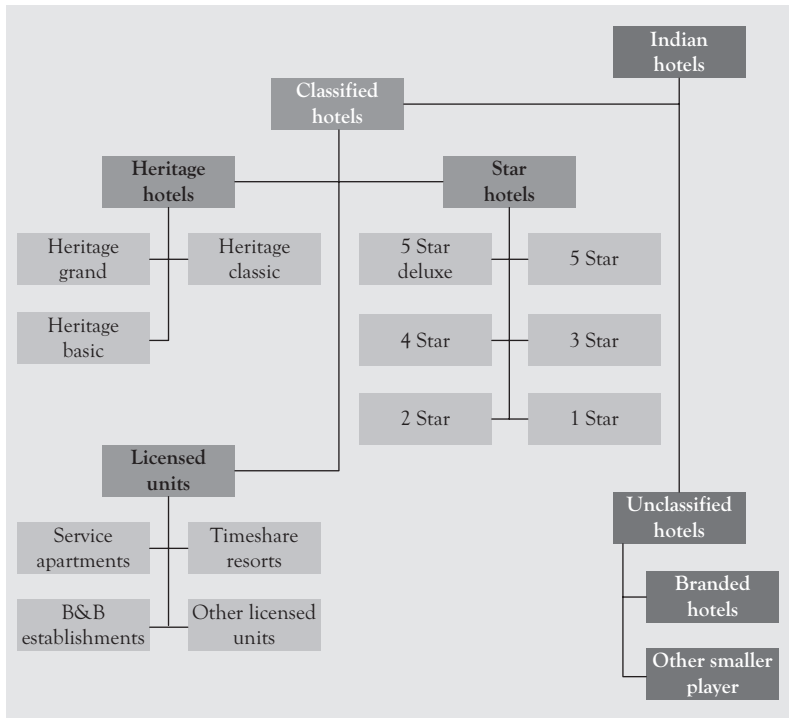 Indian
hotels
Classified
hotels
Heritage
hotels
Star
hotels
Heritage
grand
Heritage
classic
5 Star
deluxe
5 Star
Heritage
basic
4 Star
3 Star
2 Star
1 Star
Licensed
units
Unclassified
hotels
Service
apartments
Timeshare
resorts
Branded
hotels
B&B
establishments
Other licensed
units
Other smaller
player